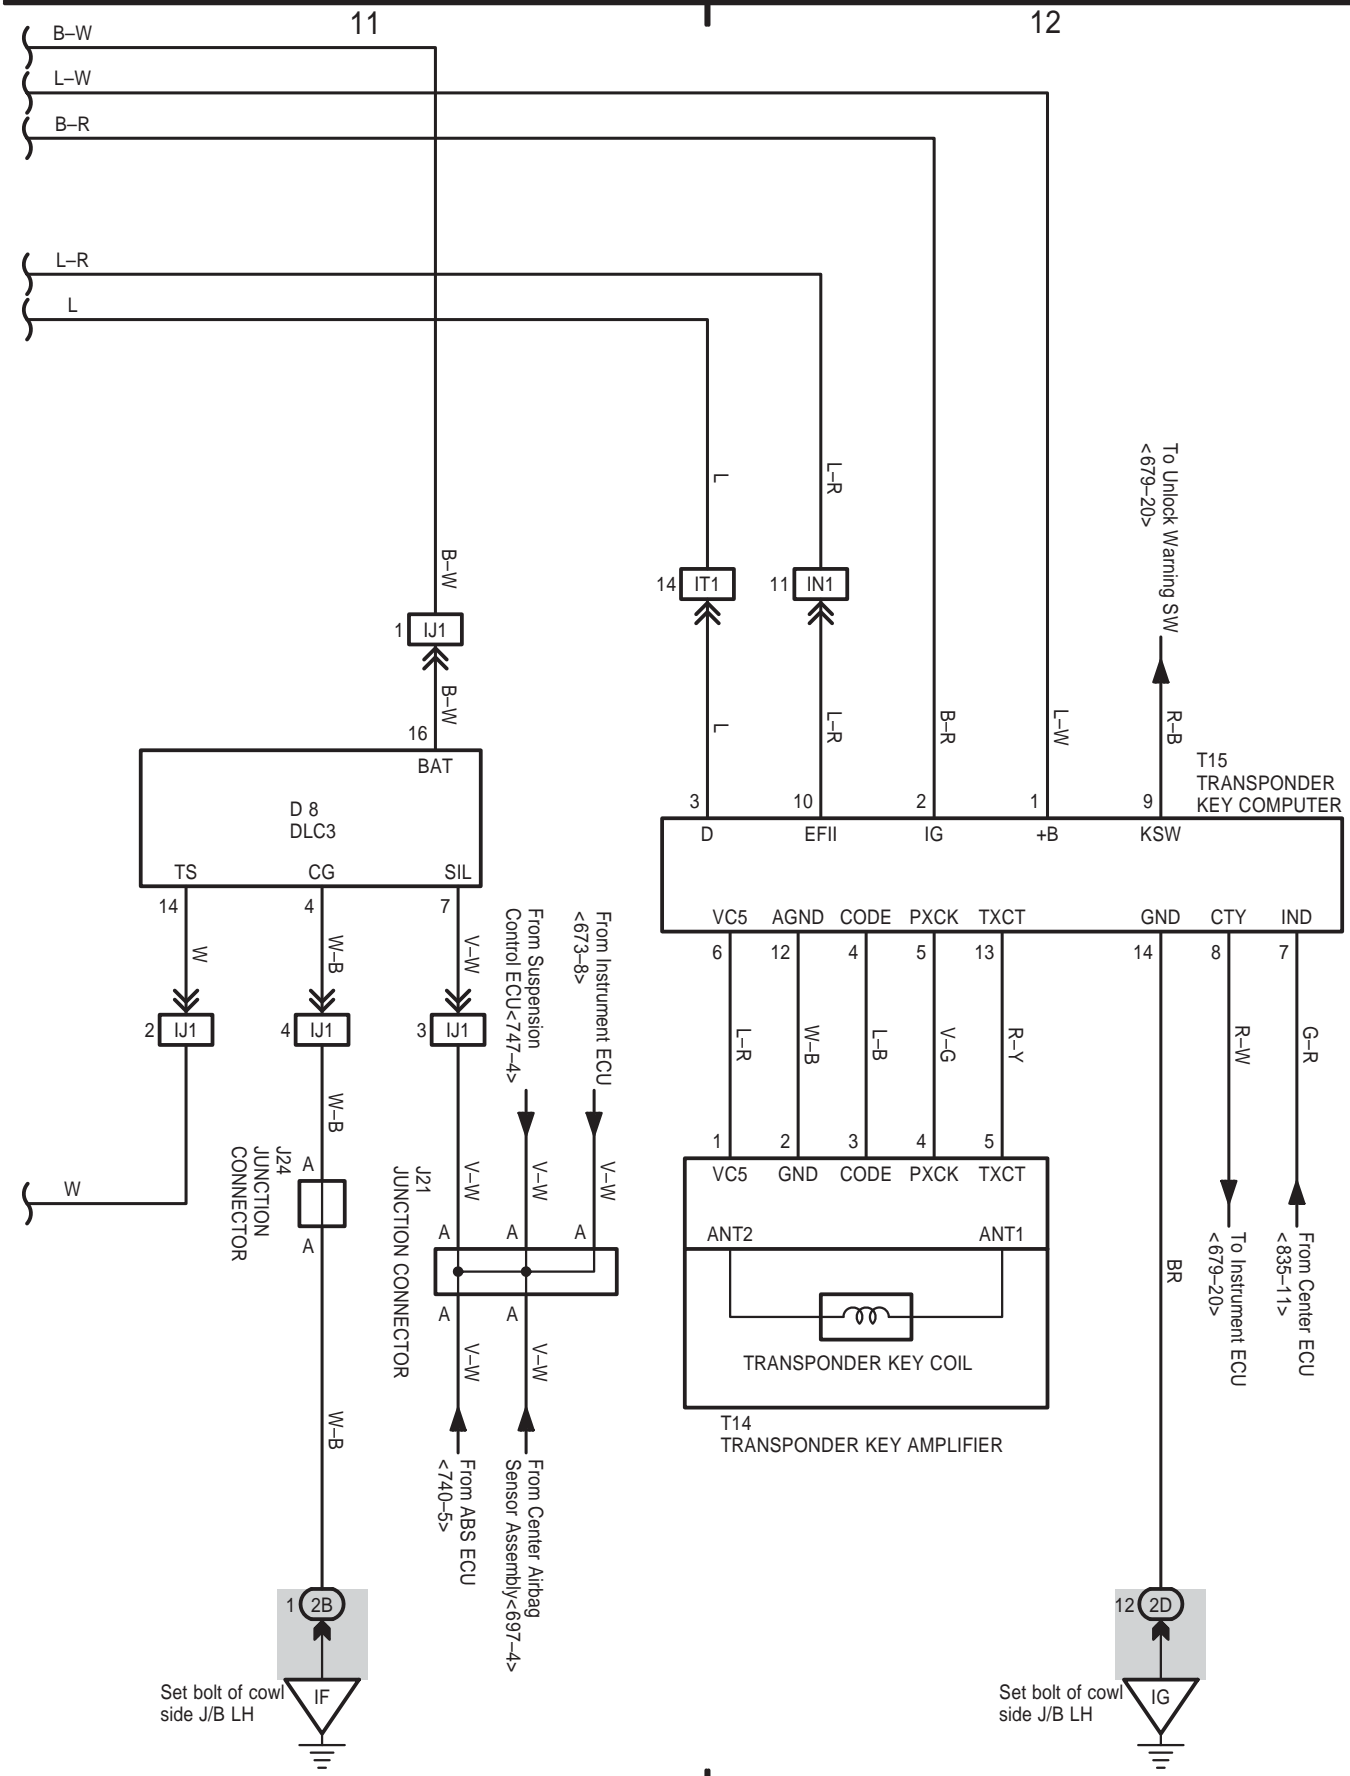 11
12
B–W
L–W
B–R
L–R
L
L
L–R
To Unlock Warning SW
<679–20>
B–W
14 IT1
11 IN1
1 IJ1
B–W
L
L–R
B–R
L–W
R–B
16
BAT
D 8
DLC3
TS
CG
SIL
T15
TRANSPONDER
KEY COMPUTER
3
10
2
1
9
D
EFII
IG
+B
KSW
VC5
AGND
CODE
PXCK
TXCT
GND
CTY
IND
14
4
7
6
12
4
5
13
14
8
7
W
W–B
V–W
From Suspension
Control ECU<747–4>
From Instrument ECU
<673–8>
2 IJ1
4 IJ1
3 IJ1
L–R
W–B
L–B
V–G
R–Y
R–W
G–R
W–B
1
2
3
4
5
VC5
GND
CODE
PXCK
TXCT
J24
JUNCTION
CONNECTOR
A
A
W
J21
JUNCTION CONNECTOR
V–W
V–W
V–W
A
A
A
A
A
V–W
V–W
ANT2
ANT1
TRANSPONDER KEY COIL
T14
TRANSPONDER KEY AMPLIFIER
BR
To Instrument ECU
<679–20>
From Center ECU
<835–11>
W–B
From ABS ECU
<740–5>
From Center Airbag
Sensor Assembly<697–4>
1 2B
12 2D
Set bolt of cowl
side J/B LH
IF
Set bolt of cowl
side J/B LH
IG